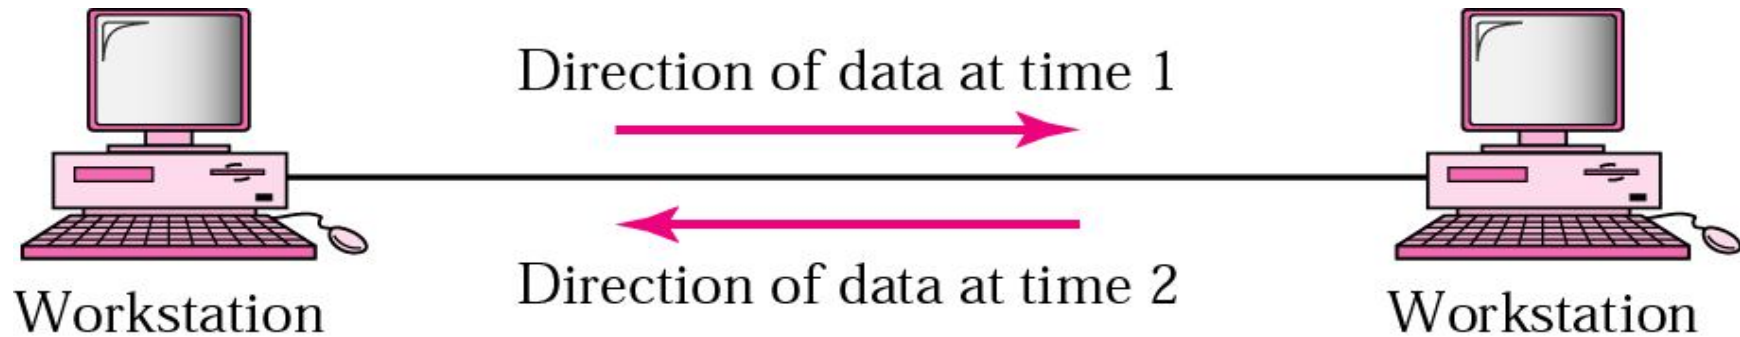 Direction of data at time 1
Direction of data at time 2
Workstation
Workstation